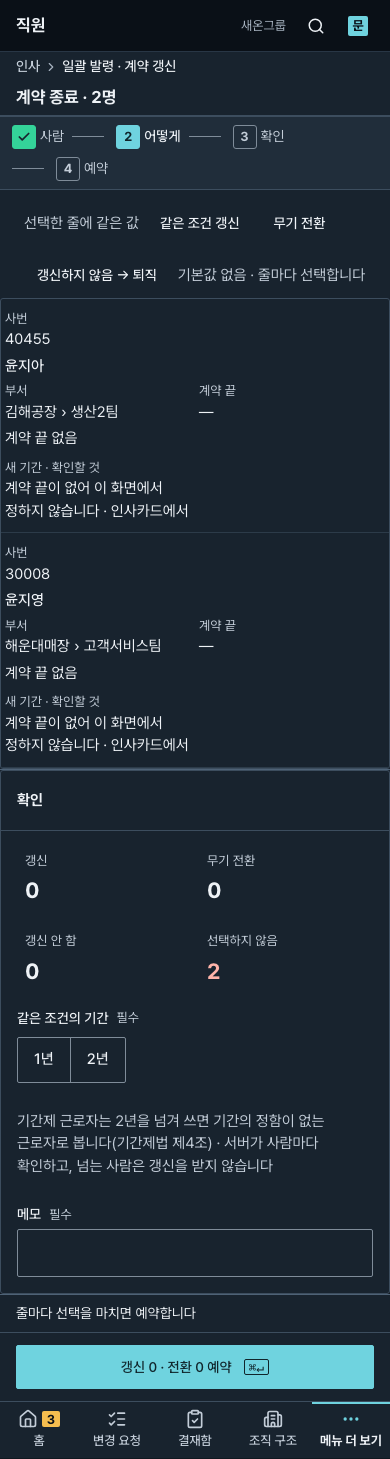 직원
새온그룹
문
인사 > 일괄 발령 · 계약 갱신
계약 종료 · 2명
사람
2 어떻게
3 확인
4 예약
선택한 줄에 같은 값
같은 조건 갱신
무기 전환
갱신하지 않음 → 퇴직
기본값 없음 · 줄마다 선택합니다
사번
40455
윤지아
부서
계약 끝
김해공장 › 생산2팀
—
계약 끝 없음
새 기간 · 확인할 것
계약 끝이 없어 이 화면에서
정하지 않습니다 · 인사카드에서
사번
30008
윤지영
부서
계약 끝
해운대매장 › 고객서비스팀
—
계약 끝 없음
새 기간 · 확인할 것
계약 끝이 없어 이 화면에서
정하지 않습니다 · 인사카드에서
확인
갱신
무기 전환
0
0
갱신 안 함
선택하지 않음
0
2
같은 조건의 기간 필수
1년
2년
기간제 근로자는 2년을 넘겨 쓰면 기간의 정함이 없는
근로자로 봅니다(기간제법 제4조) · 서버가 사람마다
확인하고, 넘는 사람은 갱신을 받지 않습니다
메모 필수
줄마다 선택을 마치면 예약합니다
갱신 0 · 전환 0 예약 ⌘↵
3
홈
변경 요청
결재함
조직 구조
메뉴 더 보기